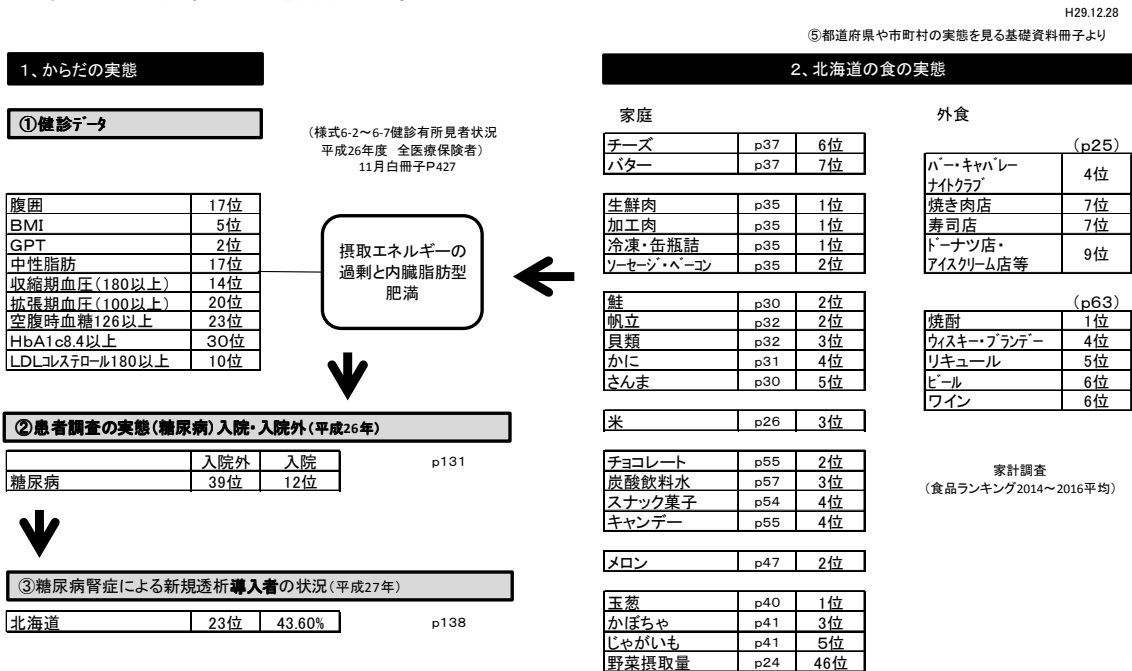 H29.12.28
⑤都道府県や市町村の実態を見る基礎資料冊子より
1、からだの実態
①健診データ
(様式6-2～6-7健診有所見者状況
平成26年度　全医療保険者)
11月白冊子P427
腹囲 17位
BMI 5位
GPT 2位
中性脂肪 17位
収縮期血圧(180以上) 14位
拡張期血圧(100以上) 20位
空腹時血糖126以上 23位
HbA1c8.4以上 30位
LDLコレステロール180以上 10位
摂取エネルギーの
過剰と内臓脂肪型
肥満
②患者調査の実態(糖尿病)入院・入院外(平成26年)
入院外 入院 p131
糖尿病 39位 12位
③糖尿病腎症による新規透析導入者の状況(平成27年)
北海道 23位 43.60% p138
2、北海道の食の実態
家庭
チーズ p37 6位
バター p37 7位
生鮮肉 p35 1位
加工肉 p35 1位
冷凍・缶瓶詰 p35 1位
ソーセージ・ベーコン p35 2位
鮭 p30 2位
帆立 p32 2位
貝類 p32 3位
かに p31 4位
さんま p30 5位
米 p26 3位
チョコレート p55 2位
炭酸飲料水 p57 3位
スナック菓子 p54 4位
キャンデー p55 4位
メロン p47 2位
玉葱 p40 1位
かぼちゃ p41 3位
じゃがいも p41 5位
野菜摂取量 p24 46位
外食
(p25)
バー・キャバレー
ナイトクラブ 4位
焼き肉店 7位
寿司店 7位
ドーナツ店・
アイスクリーム店等 9位
(p63)
焼酎 1位
ウィスキー・ブランデー 4位
リキュール 5位
ビール 6位
ワイン 6位
家計調査
(食品ランキング2014～2016平均)